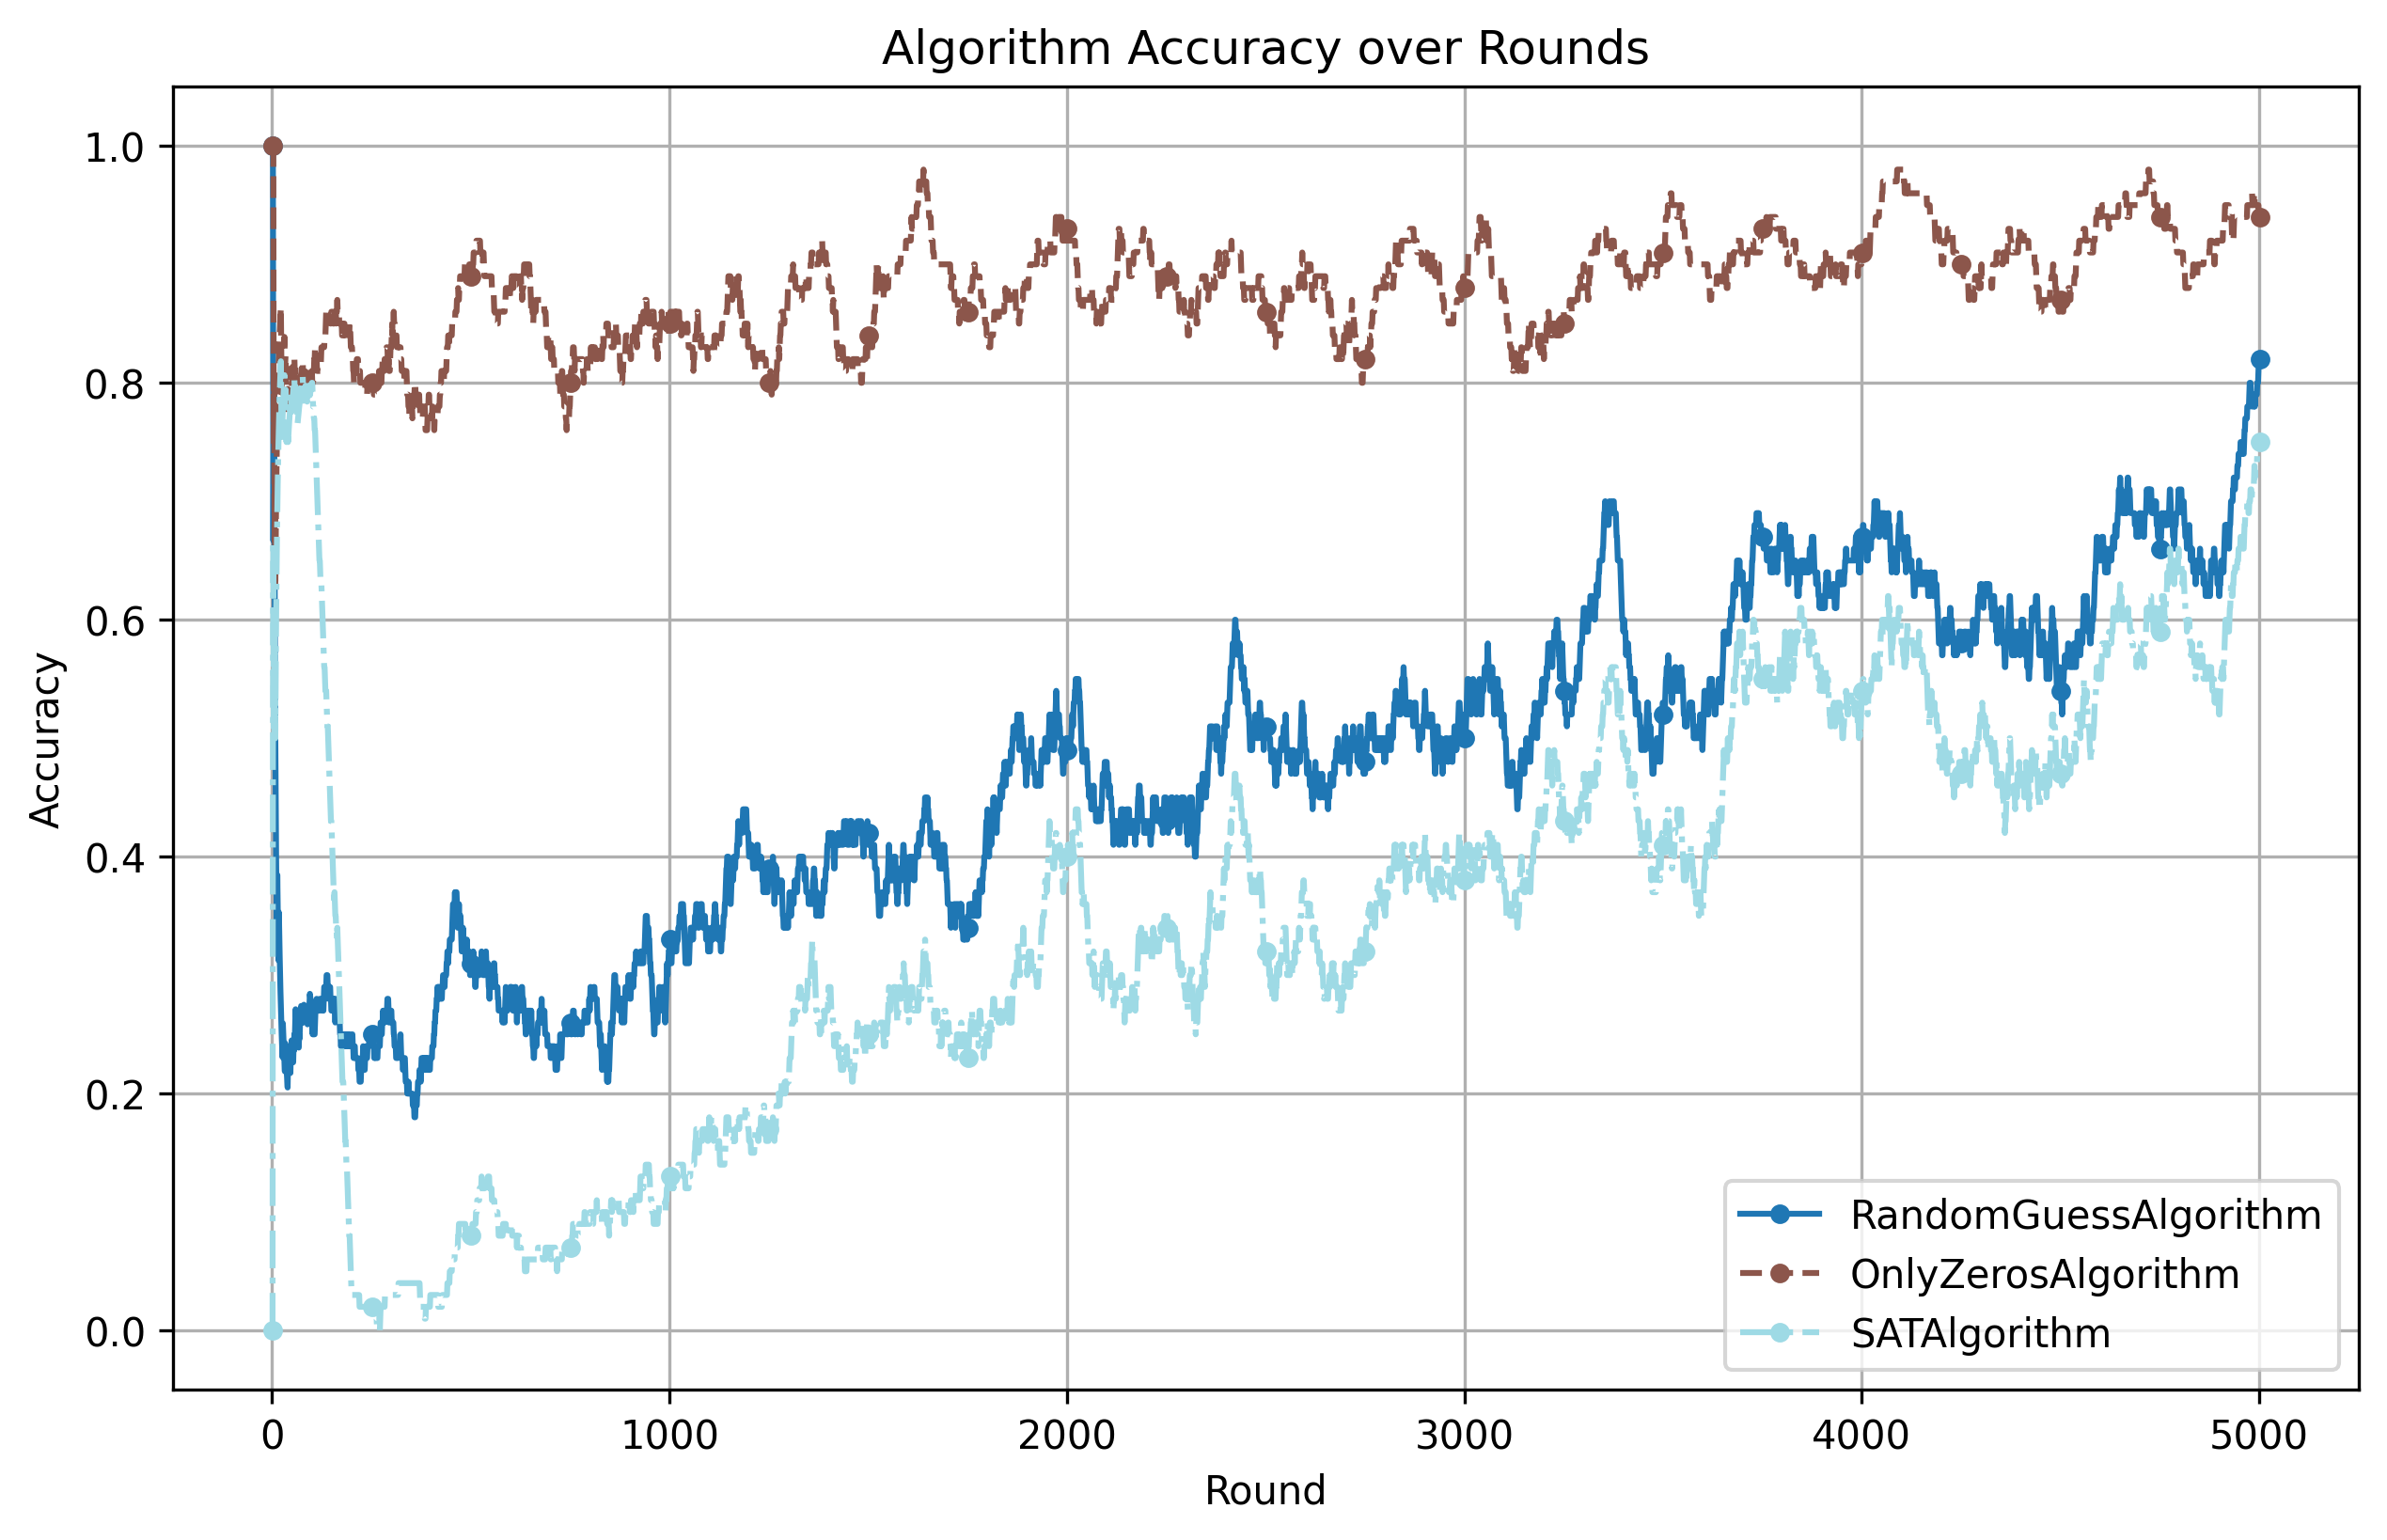 Algorithm Accuracy over Rounds
1.0
0.8
0.6
0.4
0.2
0.0
Accuracy
0 1000 2000 3000 4000 5000
Round
RandomGuessAlgorithm
OnlyZerosAlgorithm
SATAlgorithm